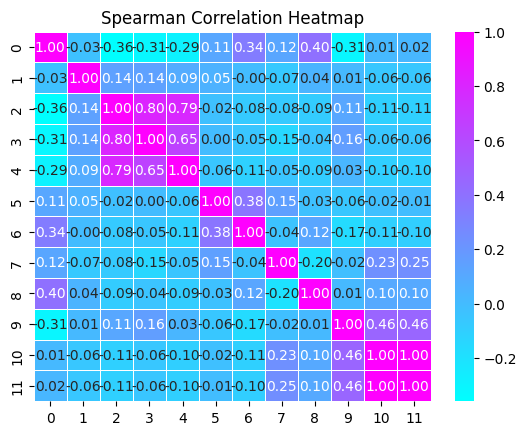 Spearman Correlation Heatmap
0 1.00 -0.03 -0.36 -0.31 -0.29 0.11 0.34 0.12 0.40 -0.31 0.01 0.02
1 -0.03 1.00 0.14 0.14 0.09 0.05 -0.00 -0.07 0.04 0.01 -0.06 -0.06
2 -0.36 0.14 1.00 0.80 0.79 -0.02 -0.08 -0.08 -0.09 0.11 -0.11 -0.11
3 -0.31 0.14 0.80 1.00 0.65 0.00 -0.05 -0.15 -0.04 0.16 -0.06 -0.06
4 -0.29 0.09 0.79 0.65 1.00 -0.06 -0.11 -0.05 -0.09 0.03 -0.10 -0.10
5 0.11 0.05 -0.02 0.00 -0.06 1.00 0.38 0.15 -0.03 -0.06 -0.02 -0.01
6 0.34 -0.00 -0.08 -0.05 -0.11 0.38 1.00 -0.04 0.12 -0.17 -0.11 -0.10
7 0.12 -0.07 -0.08 -0.15 -0.05 0.15 -0.04 1.00 -0.20 -0.02 0.23 0.25
8 0.40 0.04 -0.09 -0.04 -0.09 -0.03 0.12 -0.20 1.00 0.01 0.10 0.10
9 -0.31 0.01 0.11 0.16 0.03 -0.06 -0.17 -0.02 0.01 1.00 0.46 0.46
10 0.01 -0.06 -0.11 -0.06 -0.10 -0.02 -0.11 0.23 0.10 0.46 1.00 1.00
11 0.02 -0.06 -0.11 -0.06 -0.10 -0.01 -0.10 0.25 0.10 0.46 1.00 1.00
0 1 2 3 4 5 6 7 8 9 10 11
1.0
0.8
0.6
0.4
0.2
0.0
−0.2